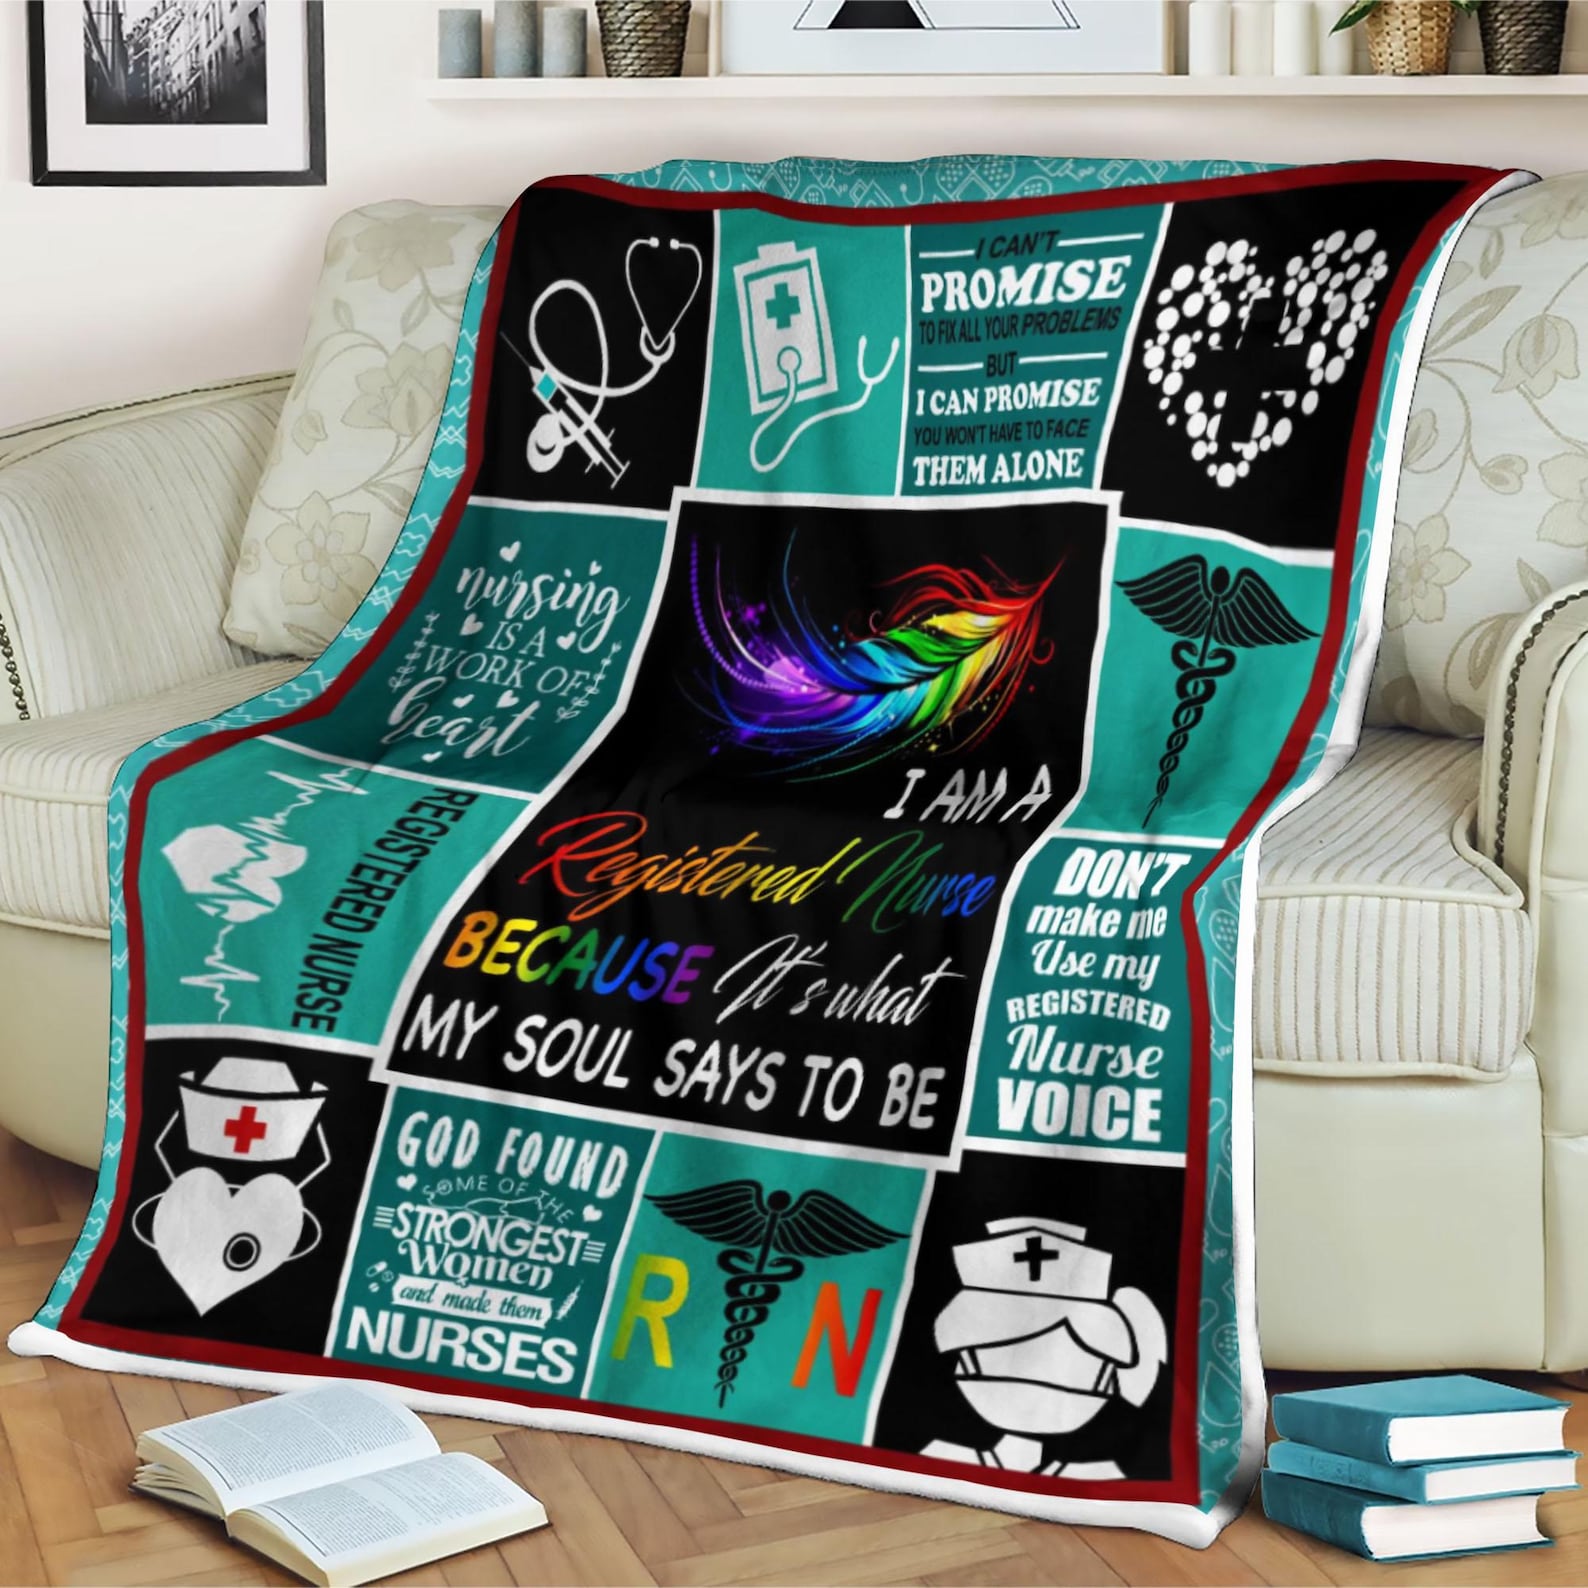 I CAN'T
PROMISE
TO FIX ALL YOUR PROBLEMS
BUT
I CAN PROMISE
YOU WON'T HAVE TO FACE
THEM ALONE
nursing
IS A
WORK OF
heart
REGISTERED NURSE
I AM A
Registered Nurse
BECAUSE It's what
MY SOUL SAYS TO BE
DON'T
make me
Use my
REGISTERED
Nurse
VOICE
GOD FOUND
SOME OF THE
STRONGEST
Women
and made them
NURSES
R N